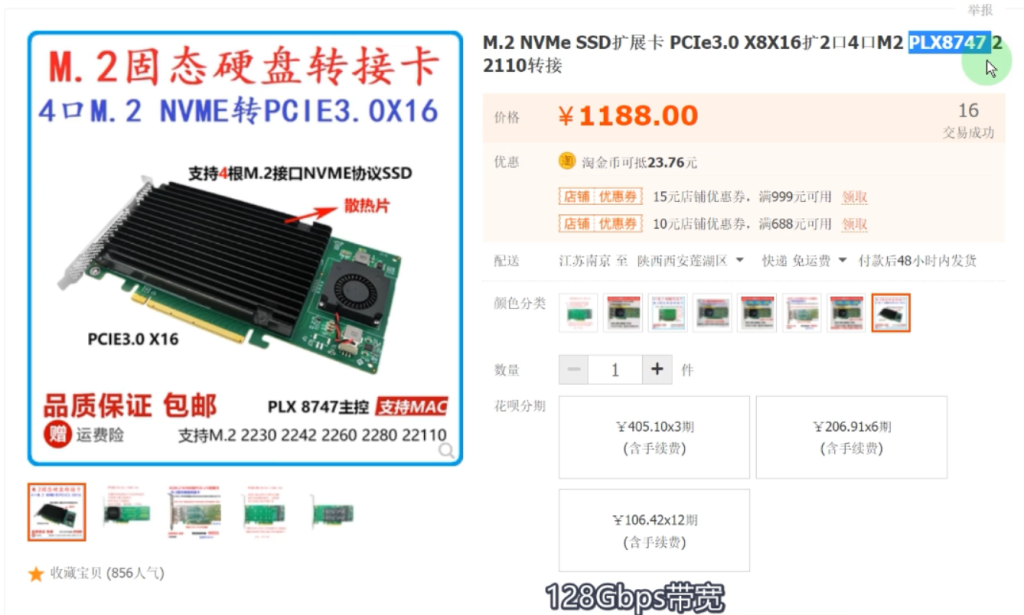 举报
M.2固态硬盘转接卡
4口M.2 NVME转PCIE3.0X16
支持4根M.2接口NVME协议SSD
散热片
PCIE3.0 X16
品质保证 包邮
PLX 8747主控 支持MAC
赠 运费险
支持M.2 2230 2242 2260 2280 22110
收藏宝贝 (856人气)
M.2 NVMe SSD扩展卡 PCIe3.0 X8X16扩2口4口M2 PLX8747 2
22110转接
价格
¥1188.00
16
交易成功
优惠
淘金币可抵23.76元
店铺 优惠券 15元店铺优惠券，满999元可用 领取
店铺 优惠券 10元店铺优惠券，满688元可用 领取
配送 江苏南京 至 陕西西安莲湖区 快递 免运费 付款后48小时内发货
颜色分类
数量 1 件
花呗分期
¥405.10x3期
(含手续费)
¥206.91x6期
(含手续费)
¥106.42x12期
(含手续费)
128Gbps带宽